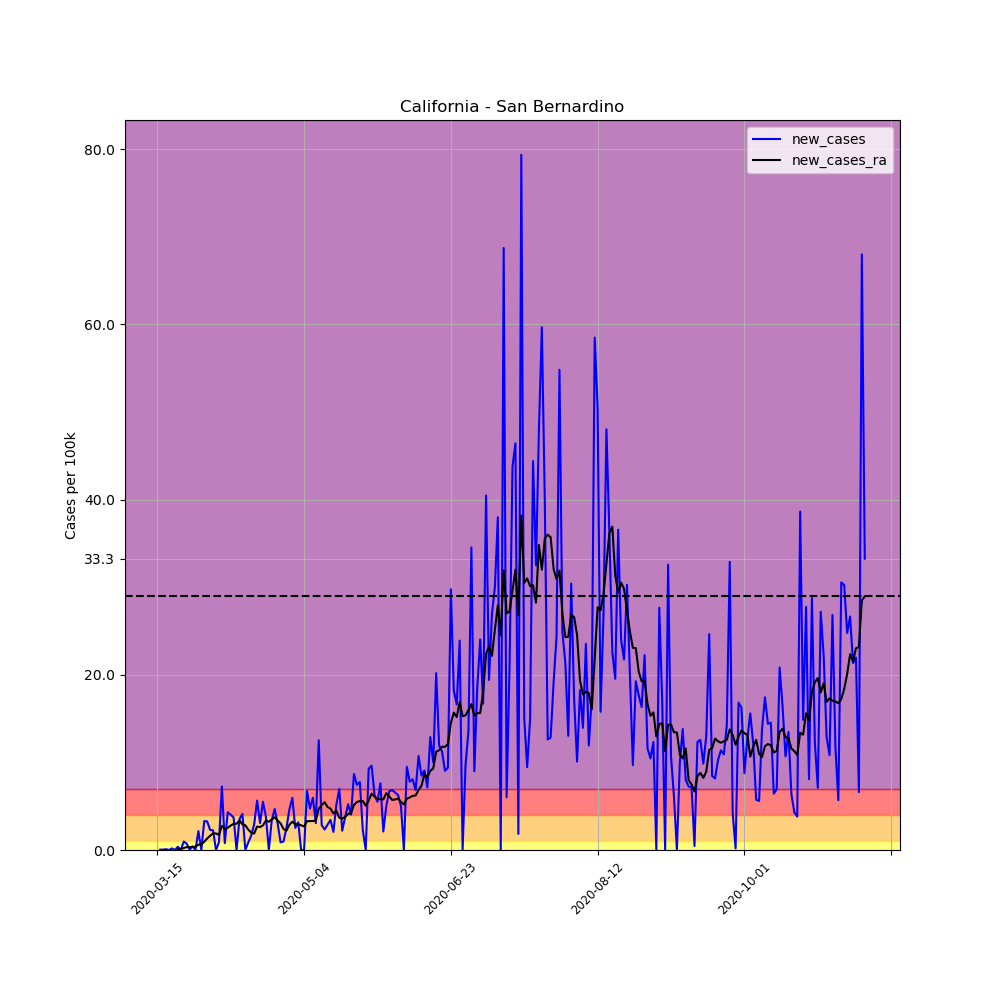 California - San Bernardino
new_cases
new_cases_ra
Cases per 100k
80.0
60.0
40.0
33.3
20.0
0.0
2020-03-15
2020-05-04
2020-06-23
2020-08-12
2020-10-01